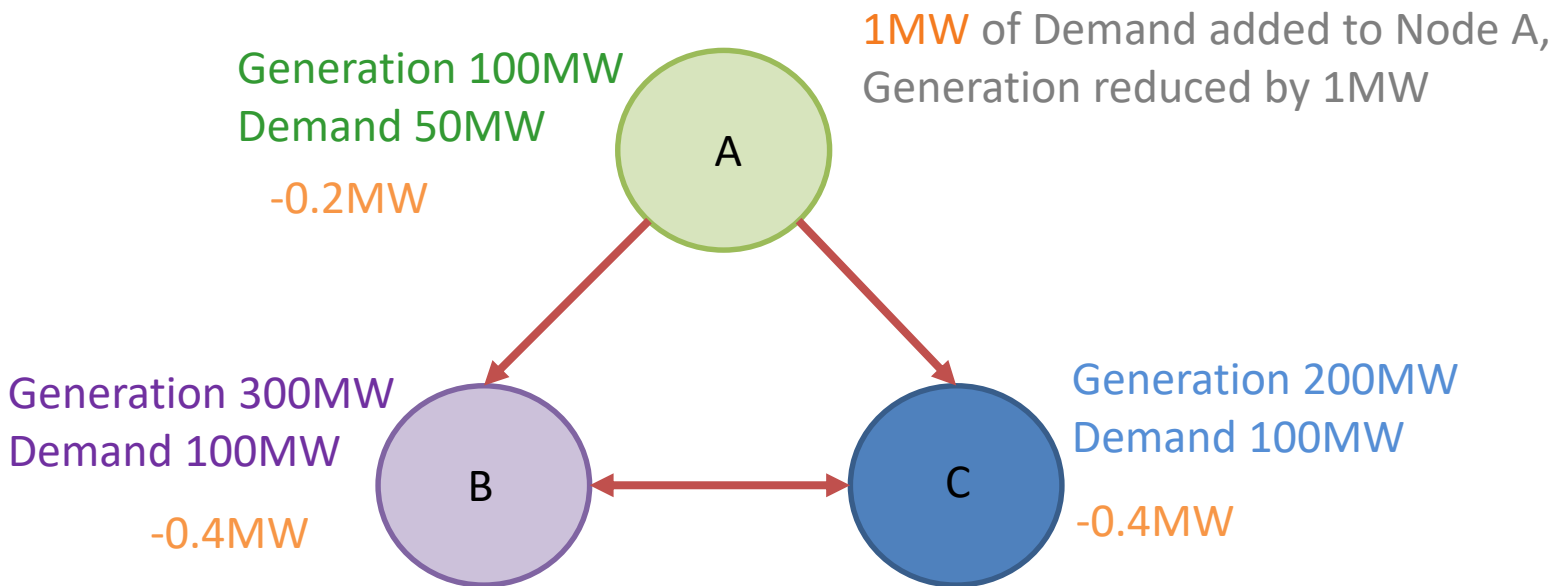 1MW of Demand added to Node A,
Generation reduced by 1MW
Generation 100MW
Demand 50MW
-0.2MW
A
Generation 300MW
Demand 100MW
-0.4MW
B
C
Generation 200MW
Demand 100MW
-0.4MW